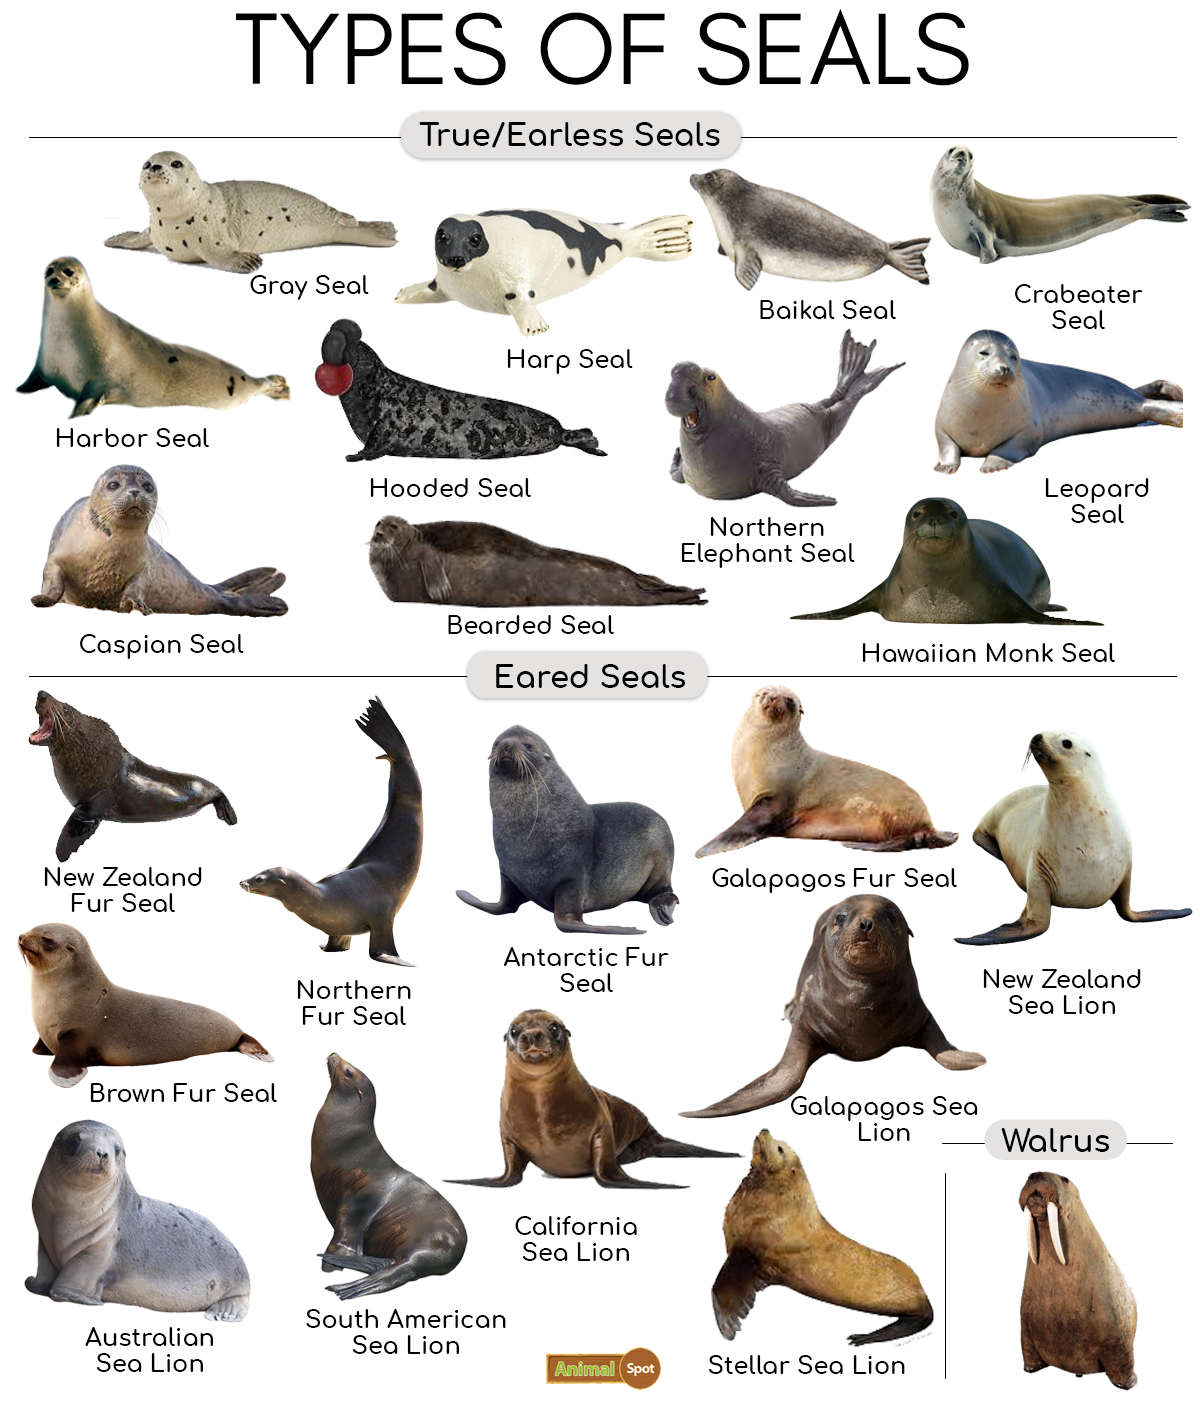 TYPES OF SEALS
True/Earless Seals
Gray Seal
Harp Seal
Baikal Seal
Crabeater
Seal
Harbor Seal
Hooded Seal
Northern
Elephant Seal
Leopard
Seal
Caspian Seal
Bearded Seal
Hawaiian Monk Seal
Eared Seals
New Zealand
Fur Seal
Northern
Fur Seal
Antarctic Fur
Seal
Galapagos Fur Seal
New Zealand
Sea Lion
Brown Fur Seal
Galapagos Sea
Lion
Australian
Sea Lion
South American
Sea Lion
California
Sea Lion
Stellar Sea Lion
Walrus
Animal Spot